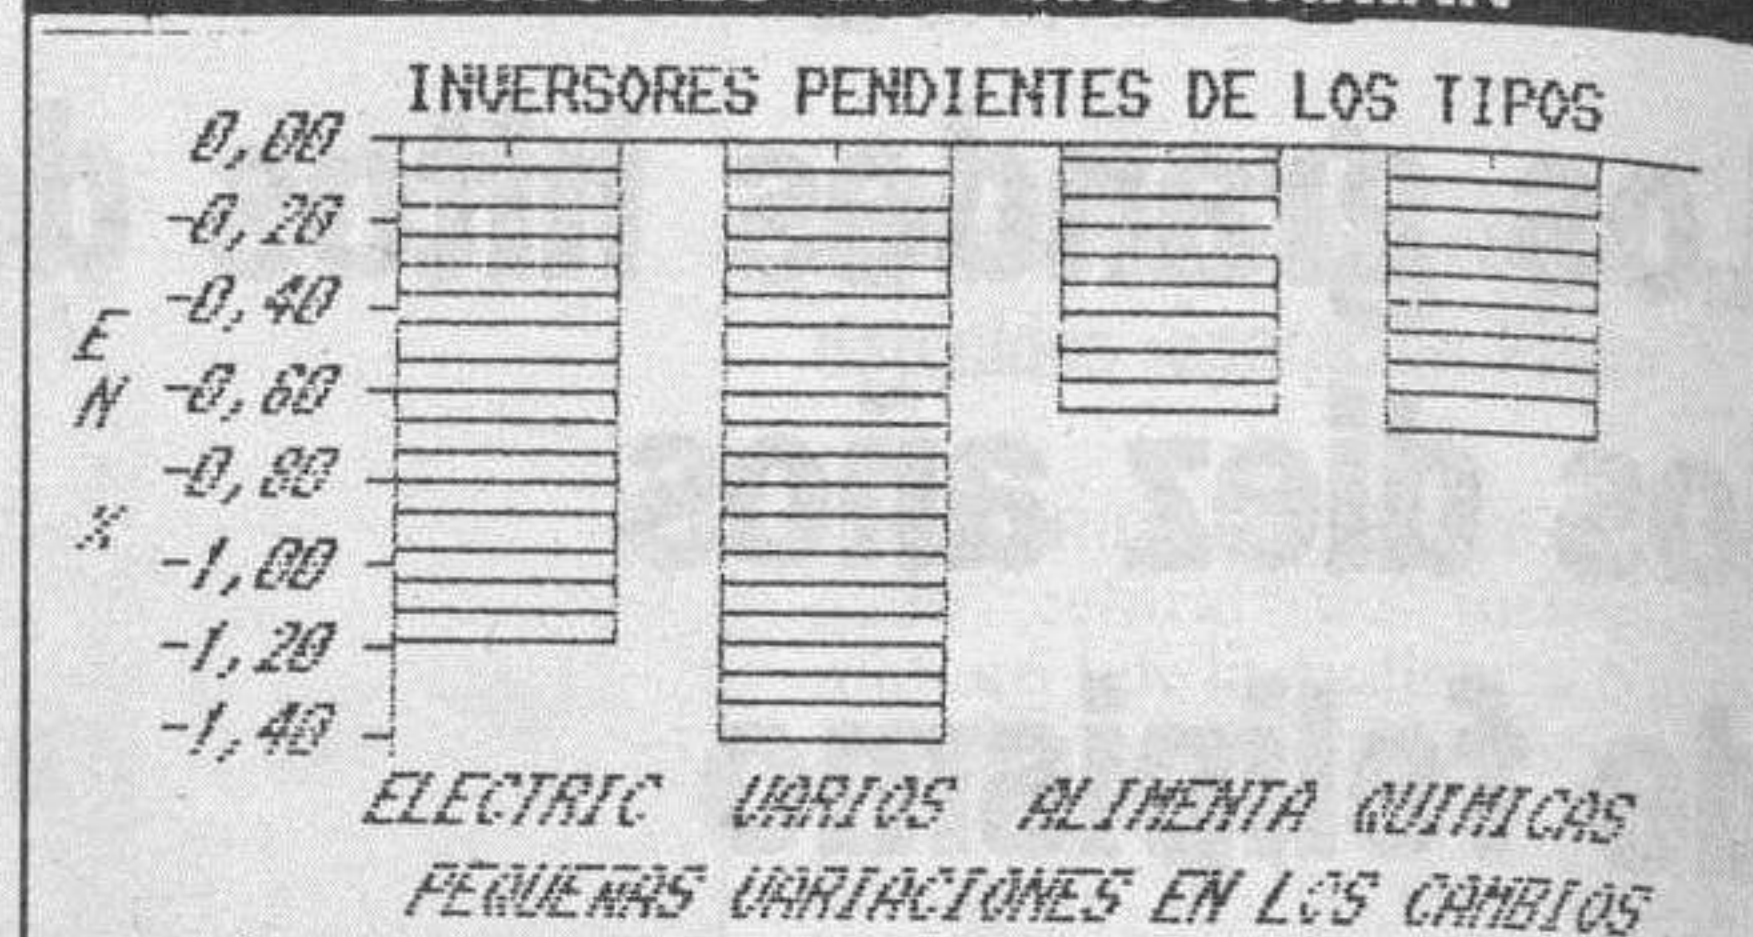 INVERSORES PENDIENTES DE LOS TIPOS
0,00
-0,20
-0,40
-0,60
-0,80
-1,00
-1,20
-1,40
EN %
ELECTRIC VARIOS ALIMENTA QUIMICAS
PEQUEÑAS VARIACIONES EN LOS CAMBIOS